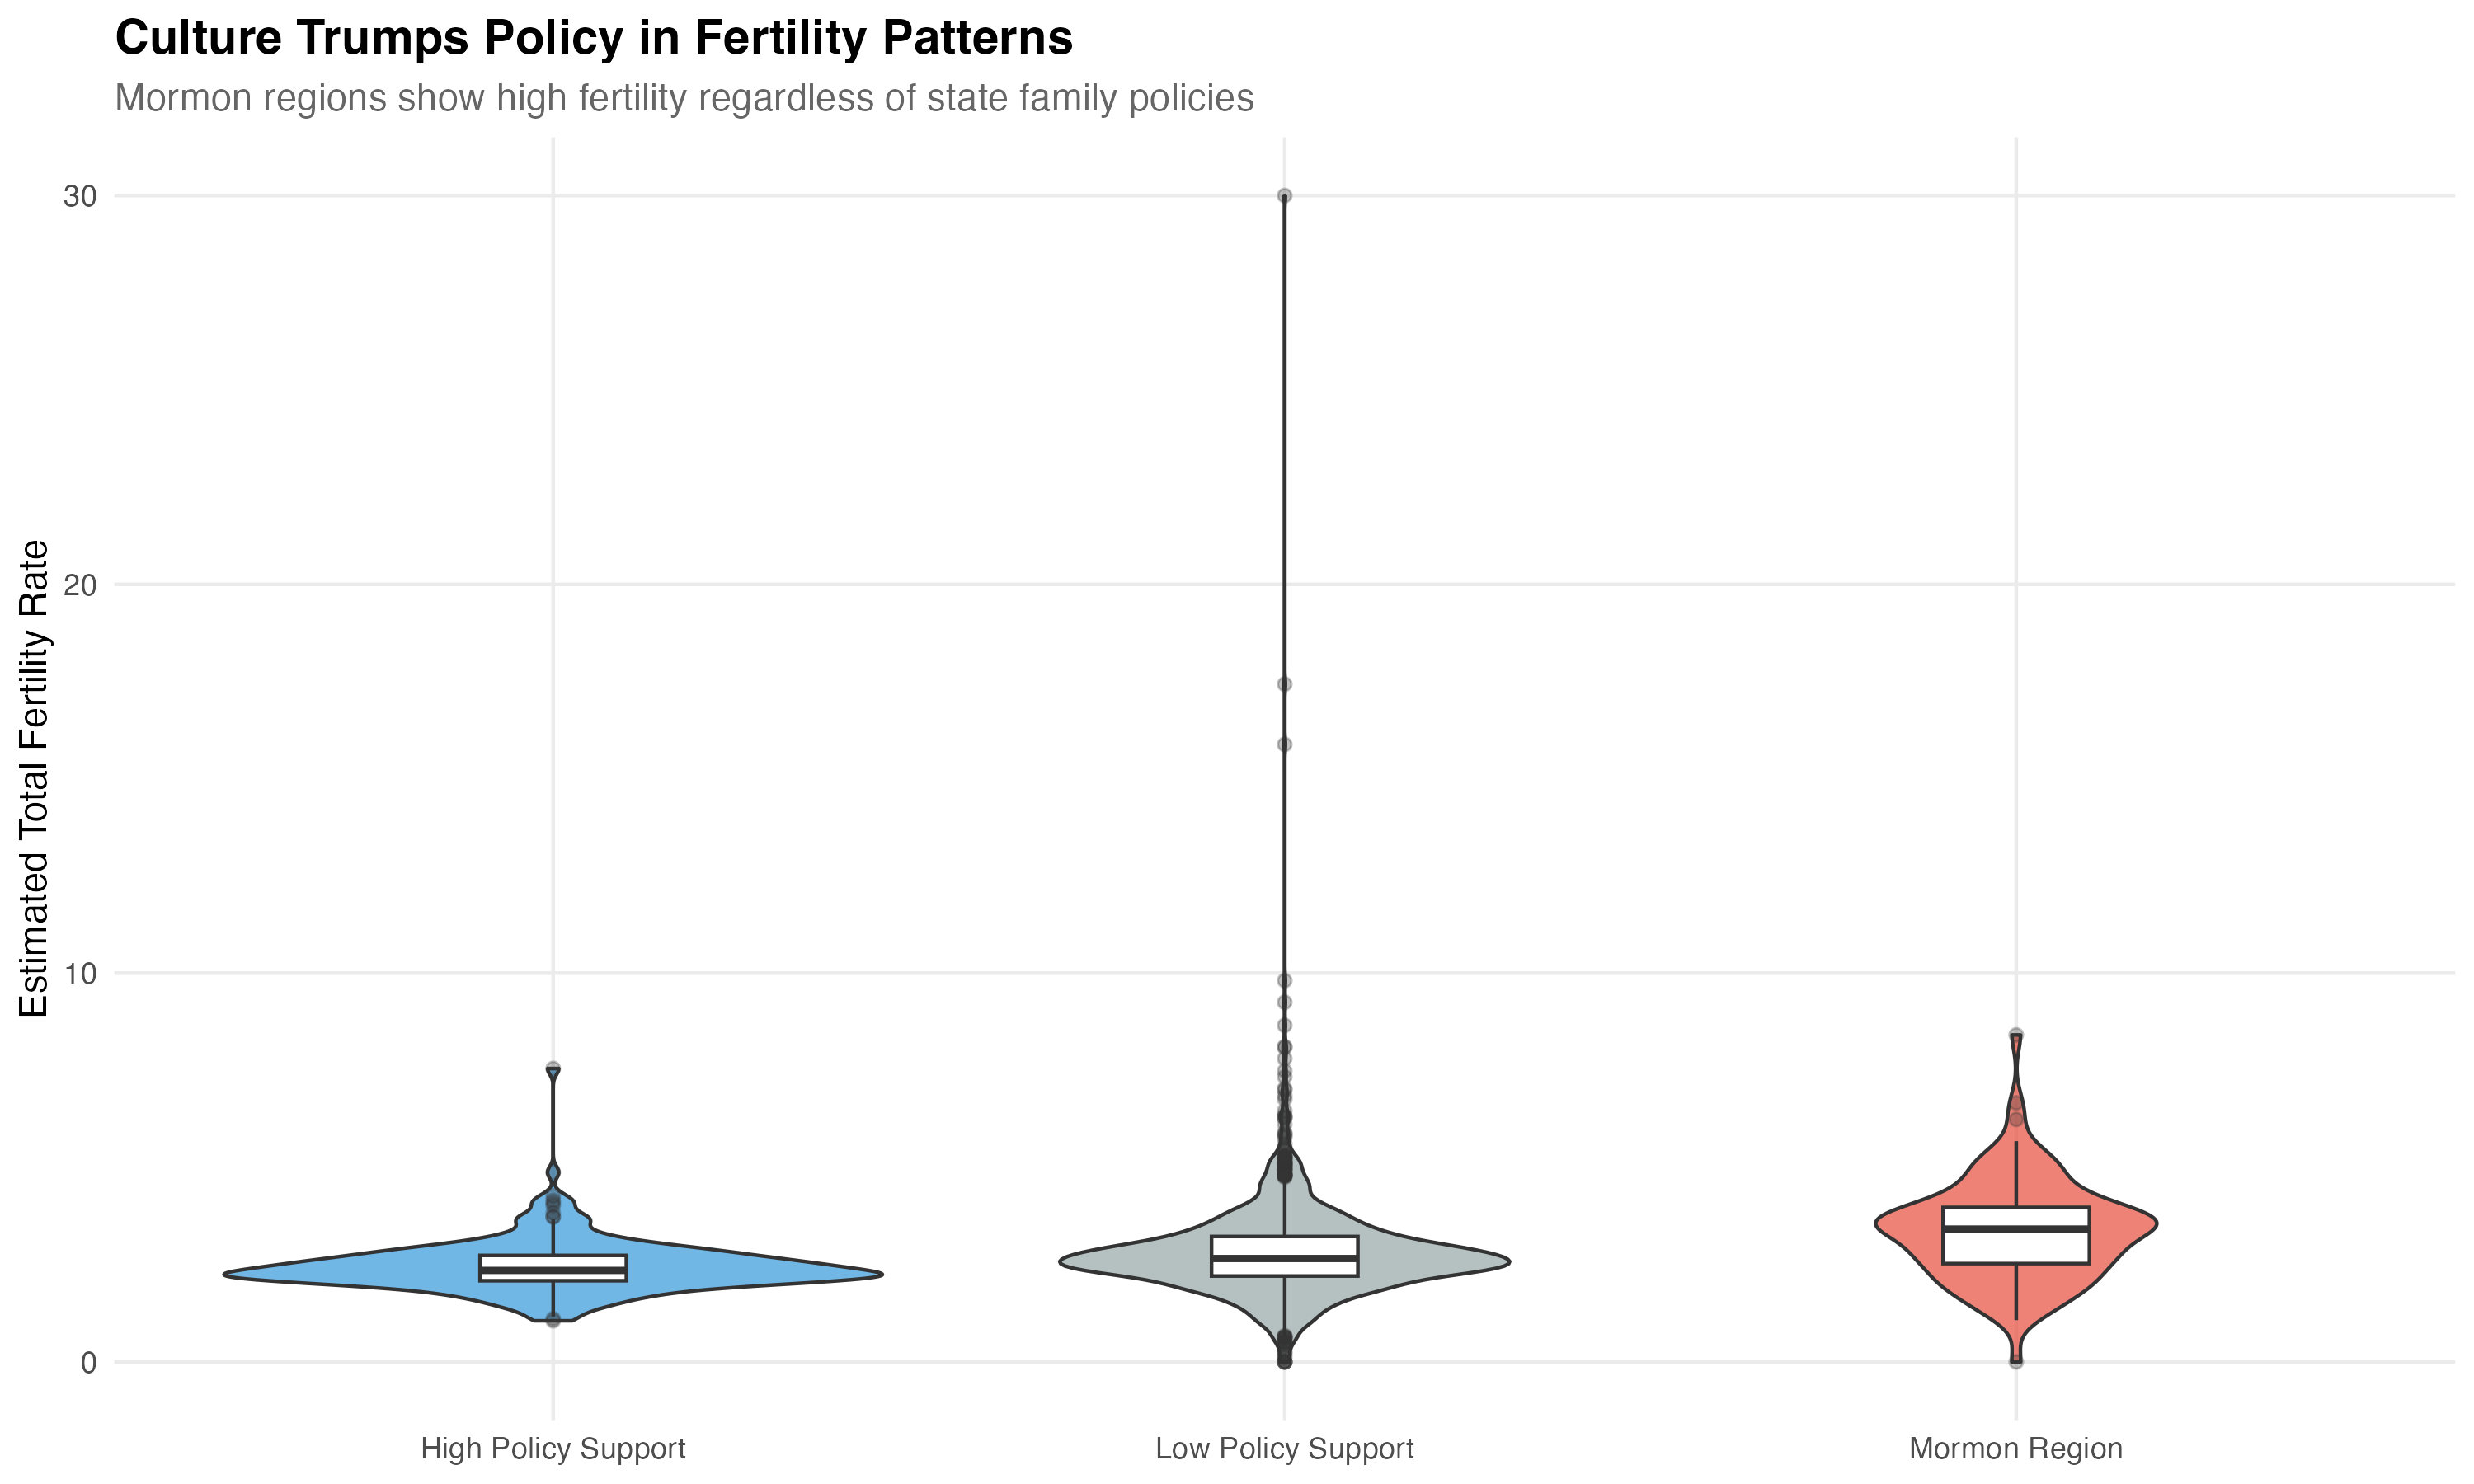 Culture Trumps Policy in Fertility Patterns
Mormon regions show high fertility regardless of state family policies
Estimated Total Fertility Rate
30
20
10
0
High Policy Support
Low Policy Support
Mormon Region